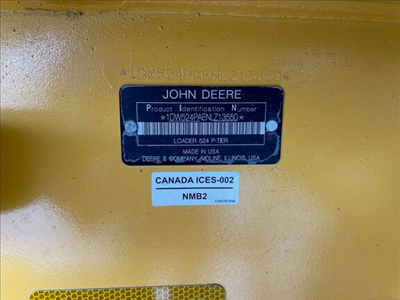 JOHN DEERE
Product Identification Number
*1DW524PAENLZ13550*
LOADER 524 P-TIER
MADE IN USA
DEERE & COMPANY, MOLINE, ILLINOIS, USA
CANADA ICES-002
NMB2